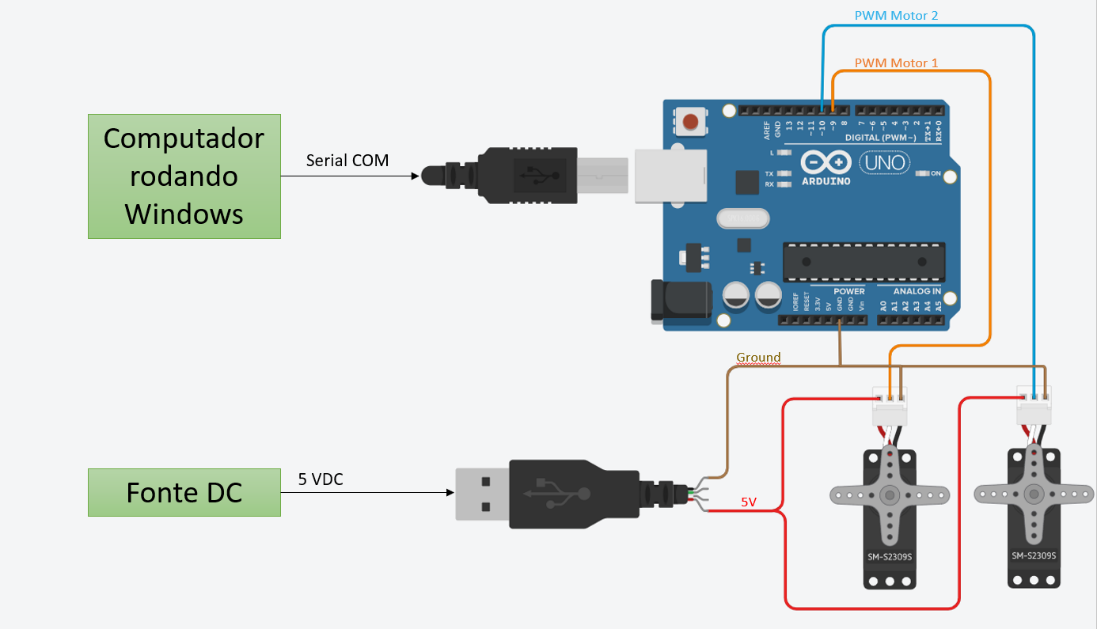 PWM Motor 2
PWM Motor 1
Computador
rodando
Windows
Serial COM
AREF
GND
13
12
~11
~10
~9
8
7
~6
~5
4
~3
2
TX→1
RX←0
DIGITAL (PWM~)
L
TX
RX
UNO
ARDUINO
ON
POWER
ANALOG IN
IOREF
RESET
3.3V
5V
GND
GND
Vin
A0
A1
A2
A3
A4
A5
Ground
Fonte DC
5 VDC
5V
SM-S2309S
SM-S2309S